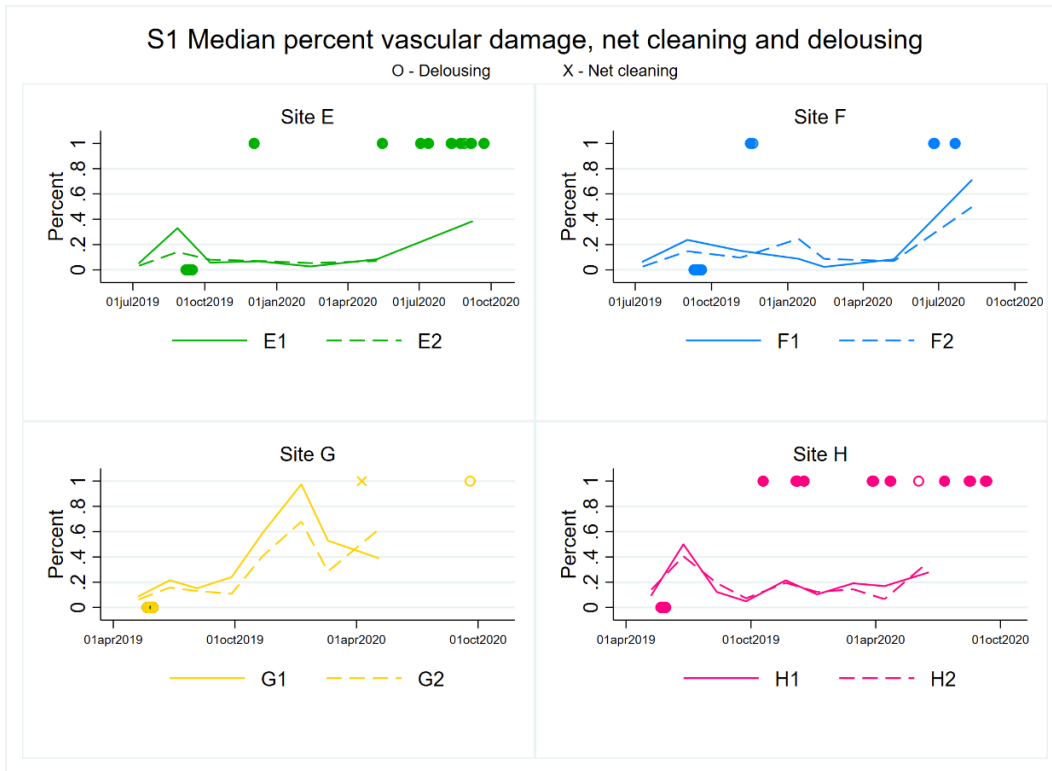 S1 Median percent vascular damage, net cleaning and delousing
O - Delousing X - Net cleaning
Site E
Percent
0 .2 .4 .6 .8 1
01jul2019 01oct2019 01jan2020 01apr2020 01jul2020 01oct2020
E1 E2
Site F
Percent
0 .2 .4 .6 .8 1
01jul2019 01oct2019 01jan2020 01apr2020 01jul2020 01oct2020
F1 F2
Site G
Percent
0 .2 .4 .6 .8 1
01apr2019 01oct2019 01apr2020 01oct2020
G1 G2
Site H
Percent
0 .2 .4 .6 .8 1
01apr2019 01oct2019 01apr2020 01oct2020
H1 H2